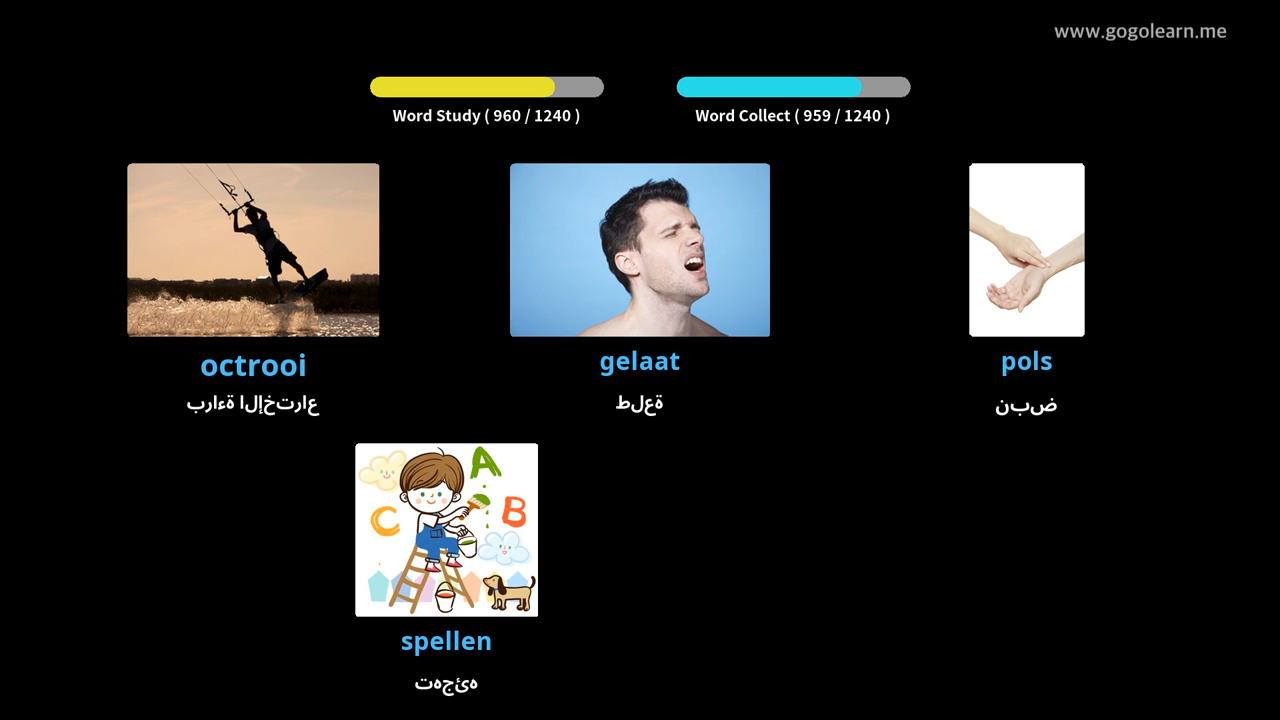 www.gogolearn.me
Word Study ( 960 / 1240 )
Word Collect ( 959 / 1240 )
octrooi
براءة الإختراع
gelaat
طلعة
pols
نبض
spellen
تهجئه